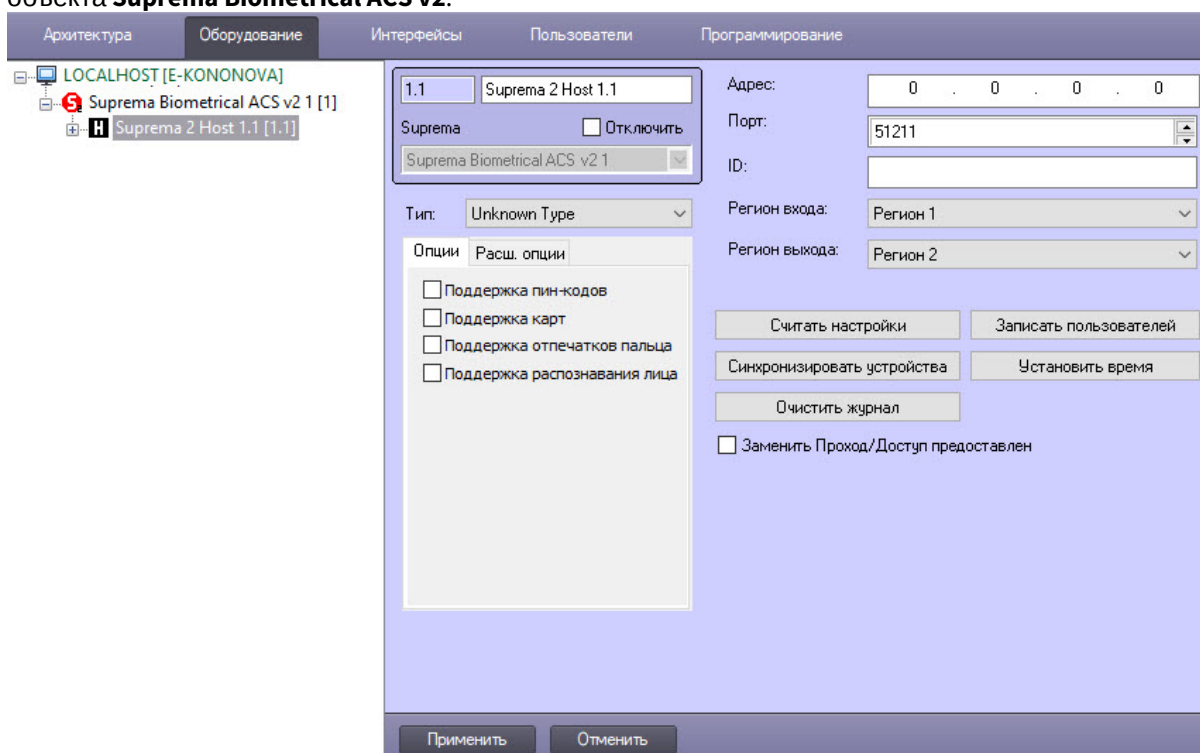 объекта Suprema Biometrical ACS v2.
Архитектура Оборудование Интерфейсы Пользователи Программирование
LOCALHOST [E-KONONOVA]
Suprema Biometrical ACS v2 1 [1]
Suprema 2 Host 1.1 [1.1]
1.1 Suprema 2 Host 1.1
Suprema Отключить
Suprema Biometrical ACS v2 1
Тип: Unknown Type
Опции Расш. опции
Поддержка пин-кодов
Поддержка карт
Поддержка отпечатков пальца
Поддержка распознавания лица
Адрес: 0 . 0 . 0 . 0
Порт: 51211
ID:
Регион входа: Регион 1
Регион выхода: Регион 2
Считать настройки Записать пользователей
Синхронизировать устройства Установить время
Очистить журнал
Заменить Проход/Доступ предоставлен
Применить Отменить